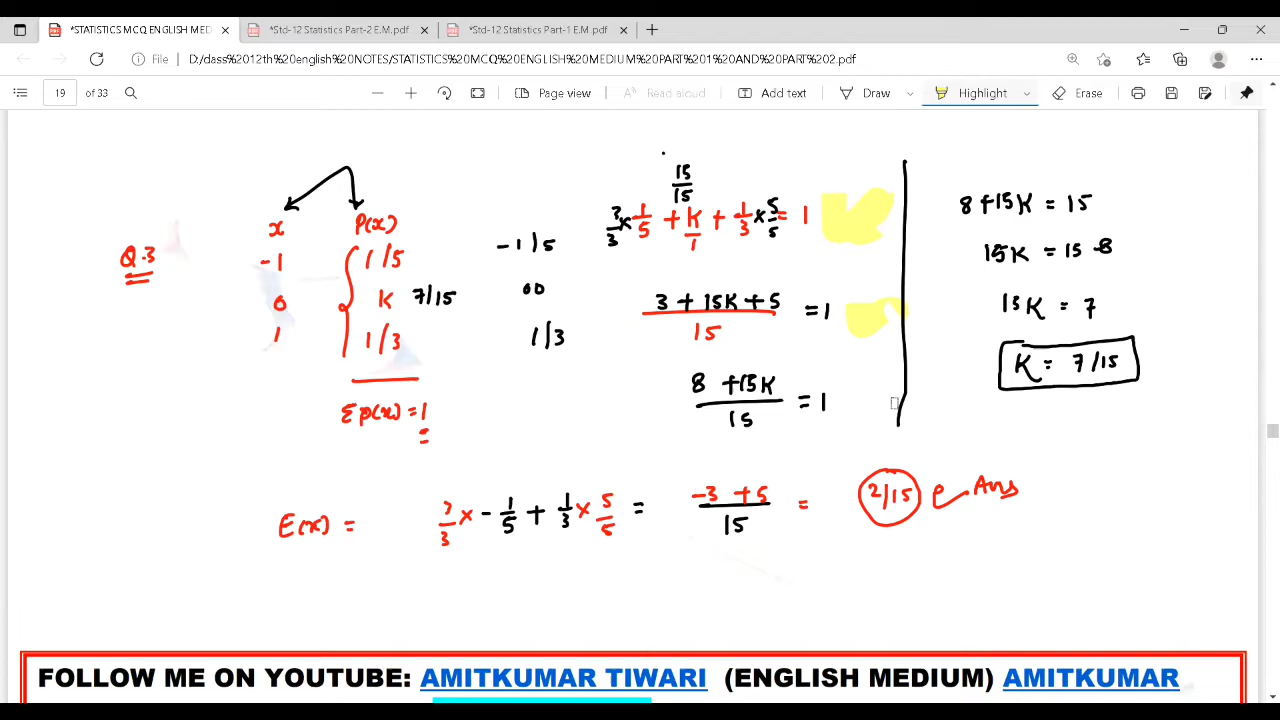 *STATISTICS MCQ ENGLISH MED
*Std-12 Statistics Part-2 E.M.pdf
*Std-12 Statistics Part-1 E.M.pdf
File D:/class%2012th%20english%20NOTES/STATISTICS%20MCQ%20ENGLISH%20MEDIUM%20PART%201%20AND%20PART%202.pdf
19 of 33 Page view Read aloud Add text Draw Highlight Erase
Q.3
x P(x)
-1 1/5 -1/5
0 K 7/15 00
1 1/3 1/3
Σp(x) = 1
15/15
3/3 × 1/5 + K/1 + 1/3 × 5/5 = 1
3 + 15K + 5 / 15 = 1
8 + 15K / 15 = 1
8 + 15K = 15
15K = 15 - 8
15K = 7
K = 7/15
E(x) = 3/3 × - 1/5 + 1/3 × 5/5 = -3 + 5 / 15 = 2/15 Ans
FOLLOW ME ON YOUTUBE: AMITKUMAR TIWARI (ENGLISH MEDIUM) AMITKUMAR